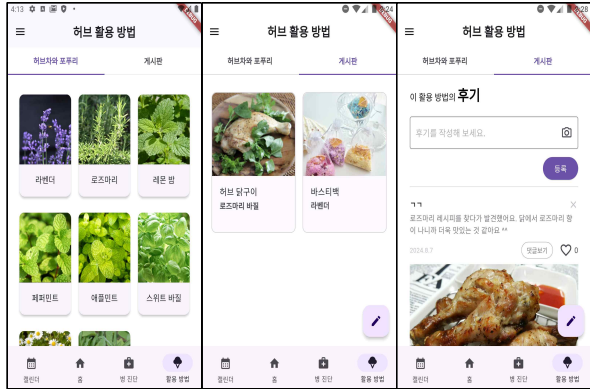 4:13
허브 활용 방법
허브차와 포푸리
게시판
라벤더
로즈마리
레몬 밤
페퍼민트
애플민트
스위트 바질
캘린더
홈
병 진단
활용 방법
허브 활용 방법
허브차와 포푸리
게시판
허브 닭구이
로즈마리 바질
바스티백
라벤더
캘린더
홈
병 진단
활용 방법
허브 활용 방법
허브차와 포푸리
게시판
이 활용 방법의 후기
후기를 작성해 보세요.
등록
ㄱㄱ
로즈마리 레시피를 찾다가 발견했어요. 닭에서 로즈마리 향
이 나니까 더욱 맛있는 것 같아요 ^^
2024.9.7
댓글보기
0
캘린더
홈
병 진단
활용 방법